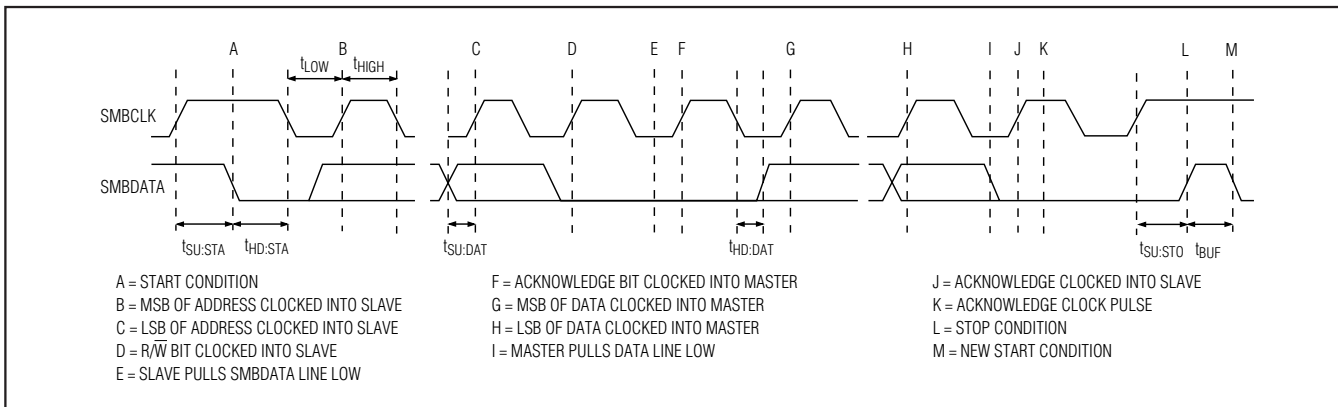 A B C D E F G H I J K L M
tLOW tHIGH
SMBCLK
SMBDATA
tSU:STA tHD:STA tSU:DAT tHD:DAT tSU:STO tBUF
A = START CONDITION
B = MSB OF ADDRESS CLOCKED INTO SLAVE
C = LSB OF ADDRESS CLOCKED INTO SLAVE
D = R/W̅ BIT CLOCKED INTO SLAVE
E = SLAVE PULLS SMBDATA LINE LOW
F = ACKNOWLEDGE BIT CLOCKED INTO MASTER
G = MSB OF DATA CLOCKED INTO MASTER
H = LSB OF DATA CLOCKED INTO MASTER
I = MASTER PULLS DATA LINE LOW
J = ACKNOWLEDGE CLOCKED INTO SLAVE
K = ACKNOWLEDGE CLOCK PULSE
L = STOP CONDITION
M = NEW START CONDITION